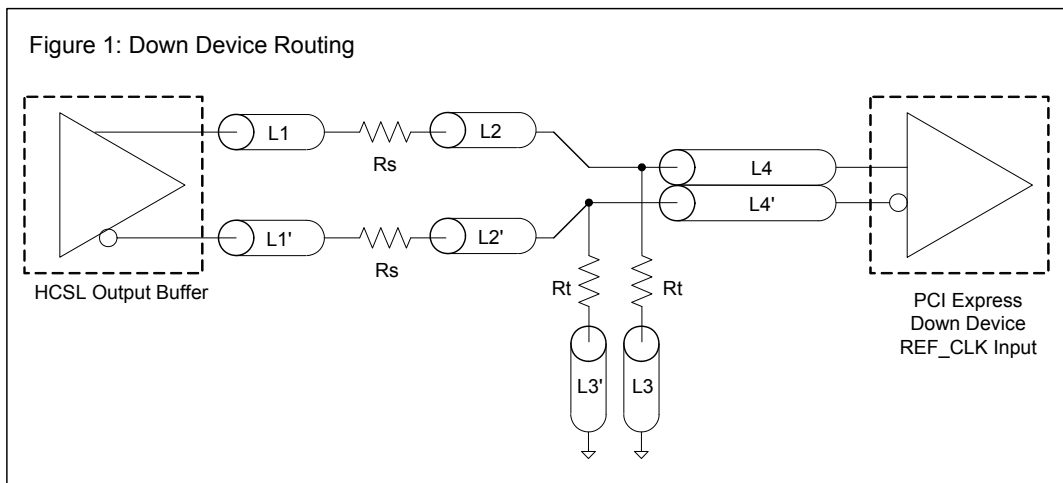 Figure 1: Down Device Routing
L1
Rs
L2
L4
L4'
L1'
Rs
L2'
HCSL Output Buffer
Rt
Rt
L3'
L3
PCI Express
Down Device
REF_CLK Input